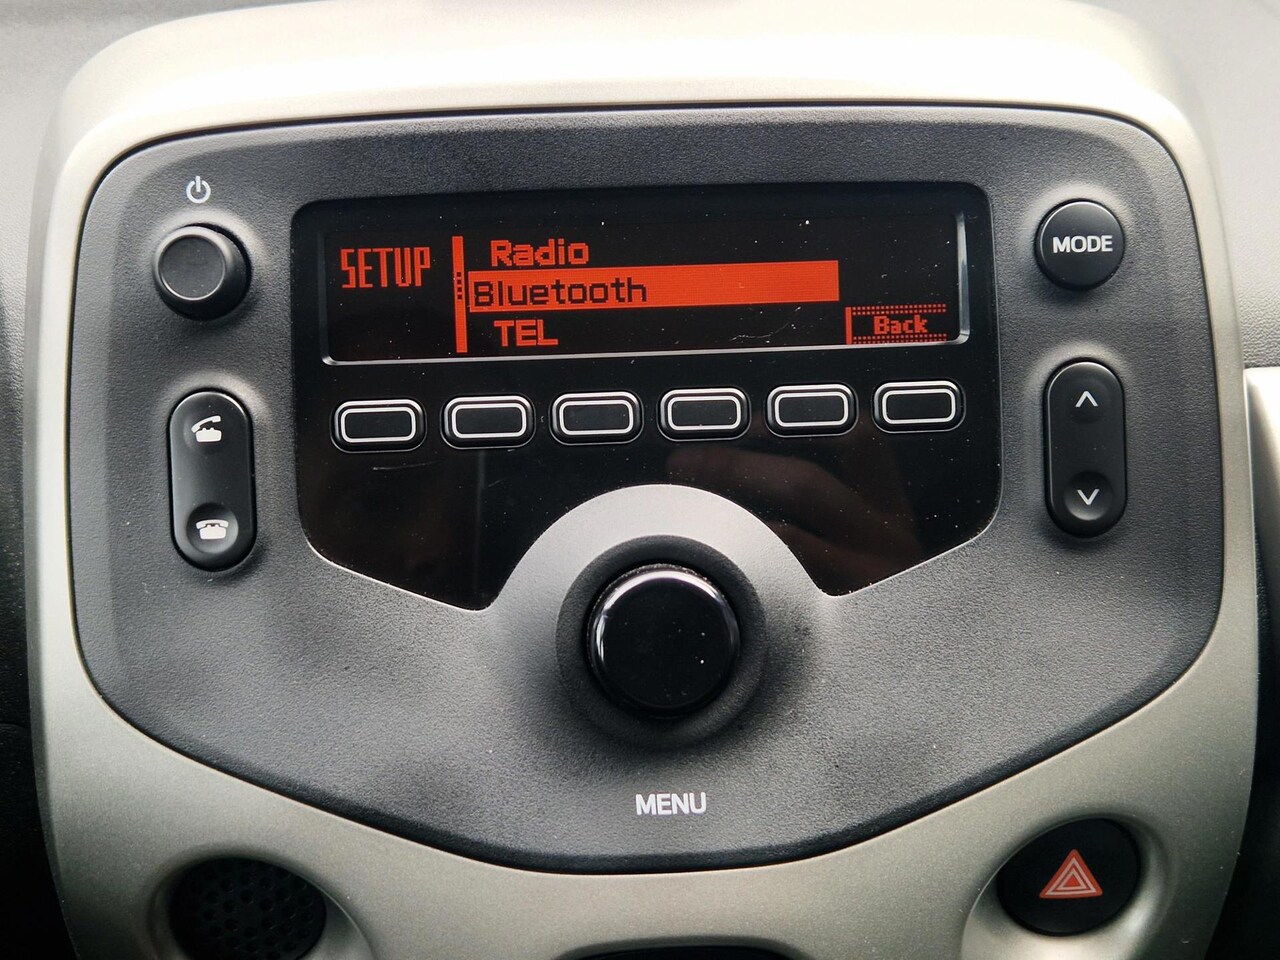 SETUP
Radio
Bluetooth
TEL
Back
MODE
MENU